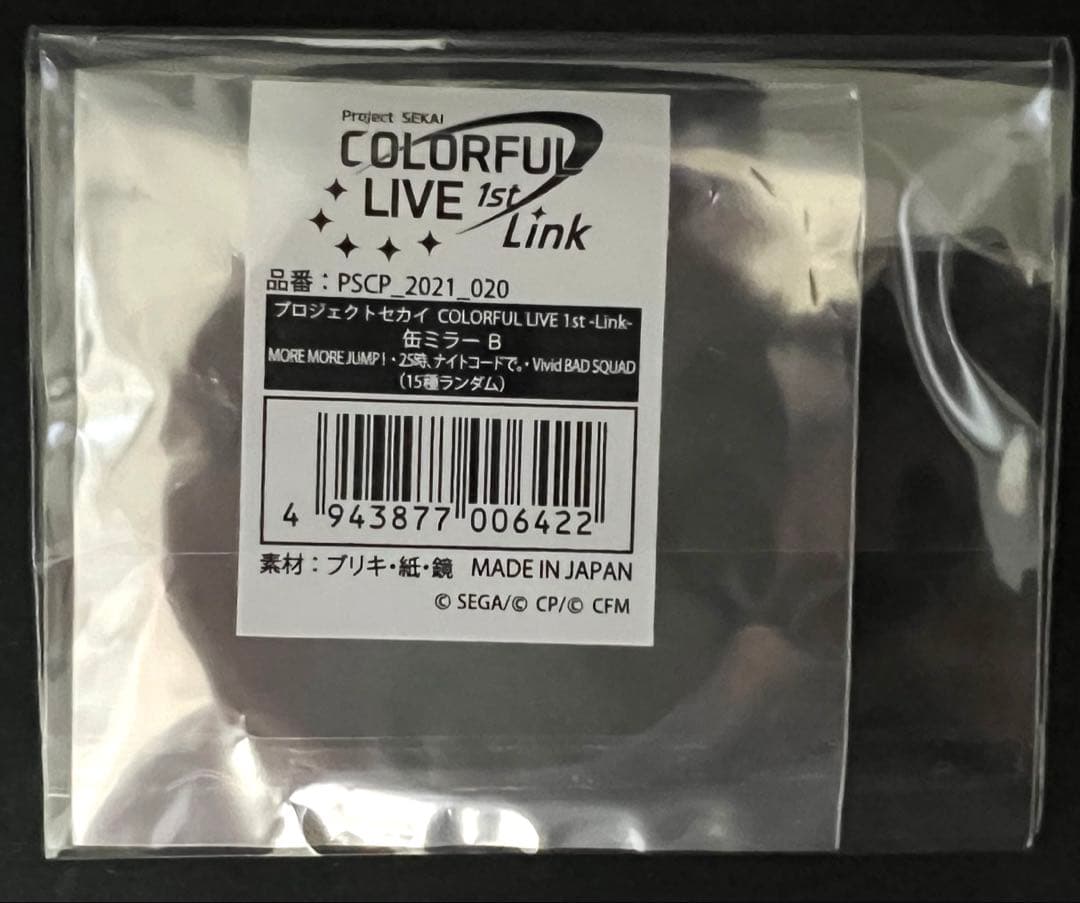 Project SEKAI
COLORFUL
LIVE 1st
Link
品番：PSCP_2021_020
プロジェクトセカイ COLORFUL LIVE 1st -Link-
缶ミラー B
MORE MORE JUMP！・25時、ナイトコードで。・Vivid BAD SQUAD
（15種ランダム）
4 943877 006422
素材：ブリキ・紙・鏡 MADE IN JAPAN
© SEGA/© CP/© CFM